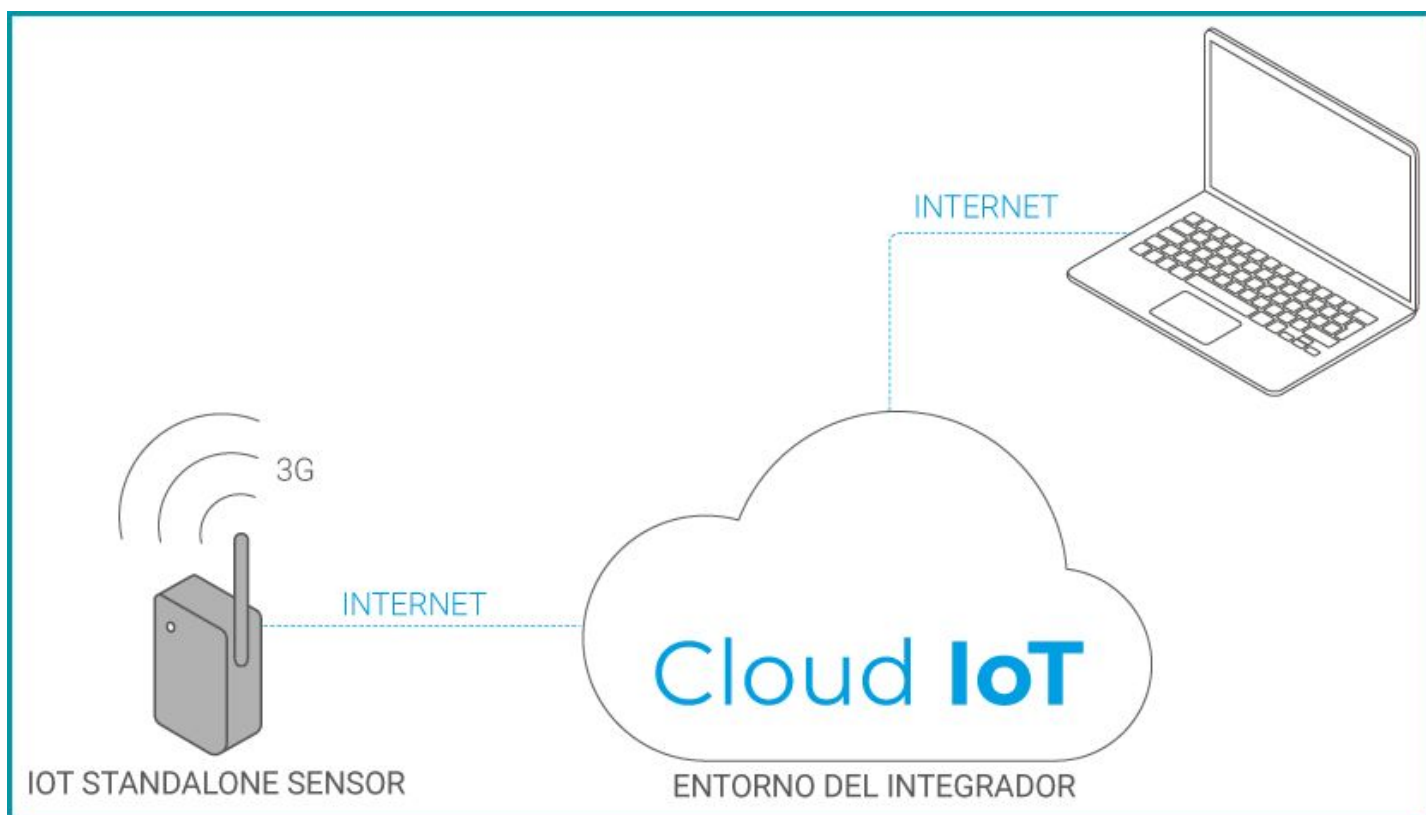 INTERNET
3G
INTERNET
Cloud IoT
IOT STANDALONE SENSOR
ENTORNO DEL INTEGRADOR